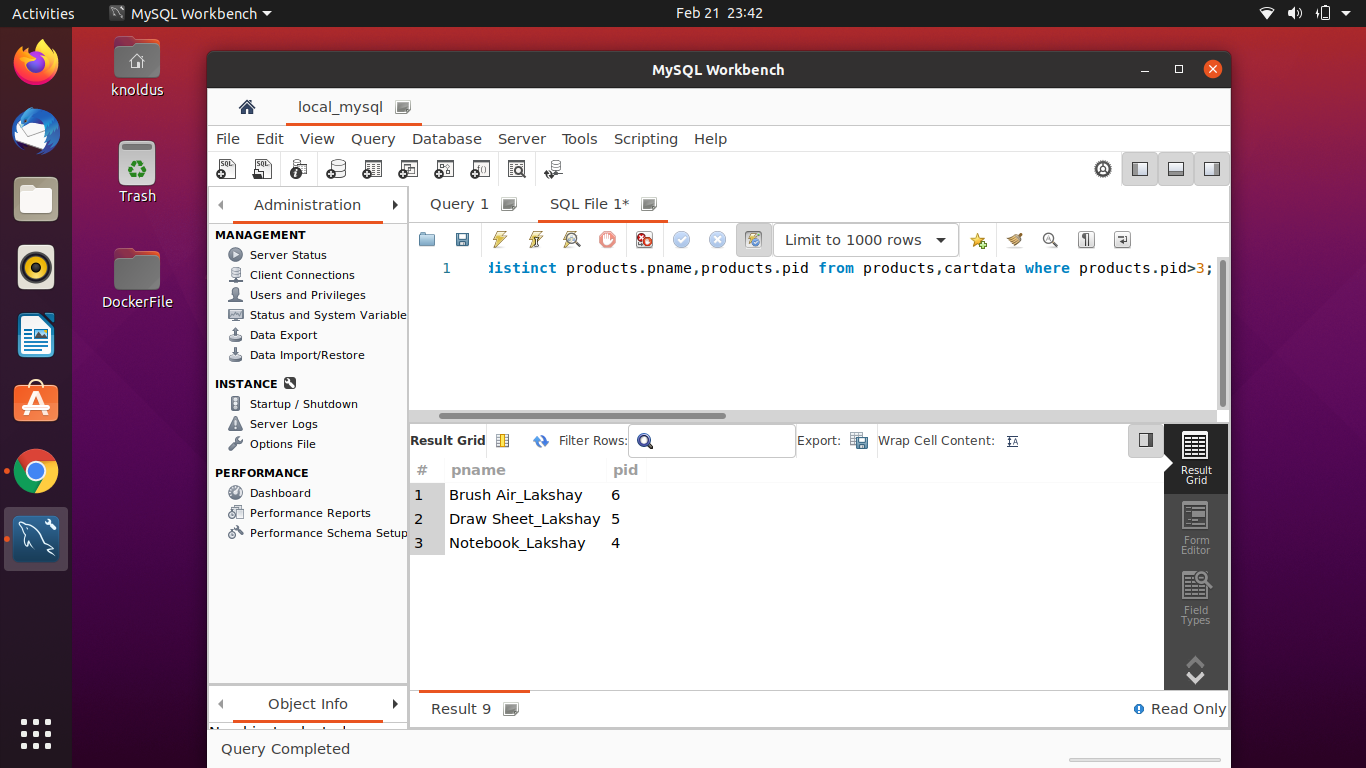 Activities MySQL Workbench Feb 21 23:42
knoldus
Trash
DockerFile
MySQL Workbench
local_mysql
File Edit View Query Database Server Tools Scripting Help
Administration
MANAGEMENT
Server Status
Client Connections
Users and Privileges
Status and System Variable
Data Export
Data Import/Restore
INSTANCE
Startup / Shutdown
Server Logs
Options File
PERFORMANCE
Dashboard
Performance Reports
Performance Schema Setup
Object Info
Query 1 SQL File 1*
Limit to 1000 rows
1 distinct products.pname,products.pid from products,cartdata where products.pid>3;
Result Grid Filter Rows: Export: Wrap Cell Content:
# pname pid
1 Brush Air_Lakshay 6
2 Draw Sheet_Lakshay 5
3 Notebook_Lakshay 4
Result
Grid
Form
Editor
Field
Types
Result 9 Read Only
Query Completed